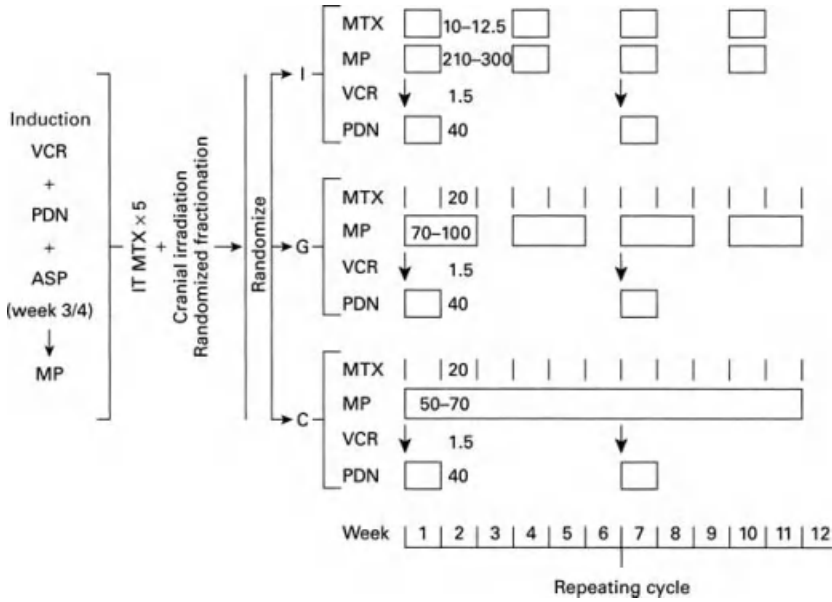 Induction
VCR
+
PDN
+
ASP
(week 3/4)
MP
IT MTX × 5
+
Cranial irradiation
Randomized fractionation
Randomize
I
MTX 10–12.5
MP 210–300
VCR 1.5
PDN 40
G
MTX 20
MP 70–100
VCR 1.5
PDN 40
C
MTX 20
MP 50–70
VCR 1.5
PDN 40
Week 1 2 3 4 5 6 7 8 9 10 11 12
Repeating cycle